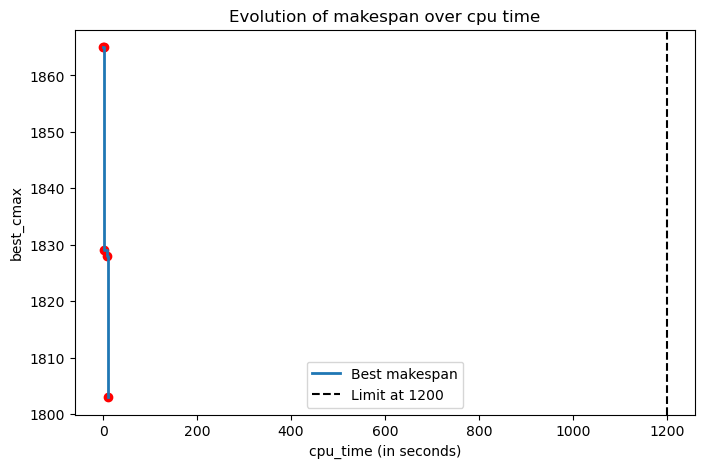 Evolution of makespan over cpu time
best_cmax
1860
1850
1840
1830
1820
1810
1800
Best makespan
Limit at 1200
0 200 400 600 800 1000 1200
cpu_time (in seconds)